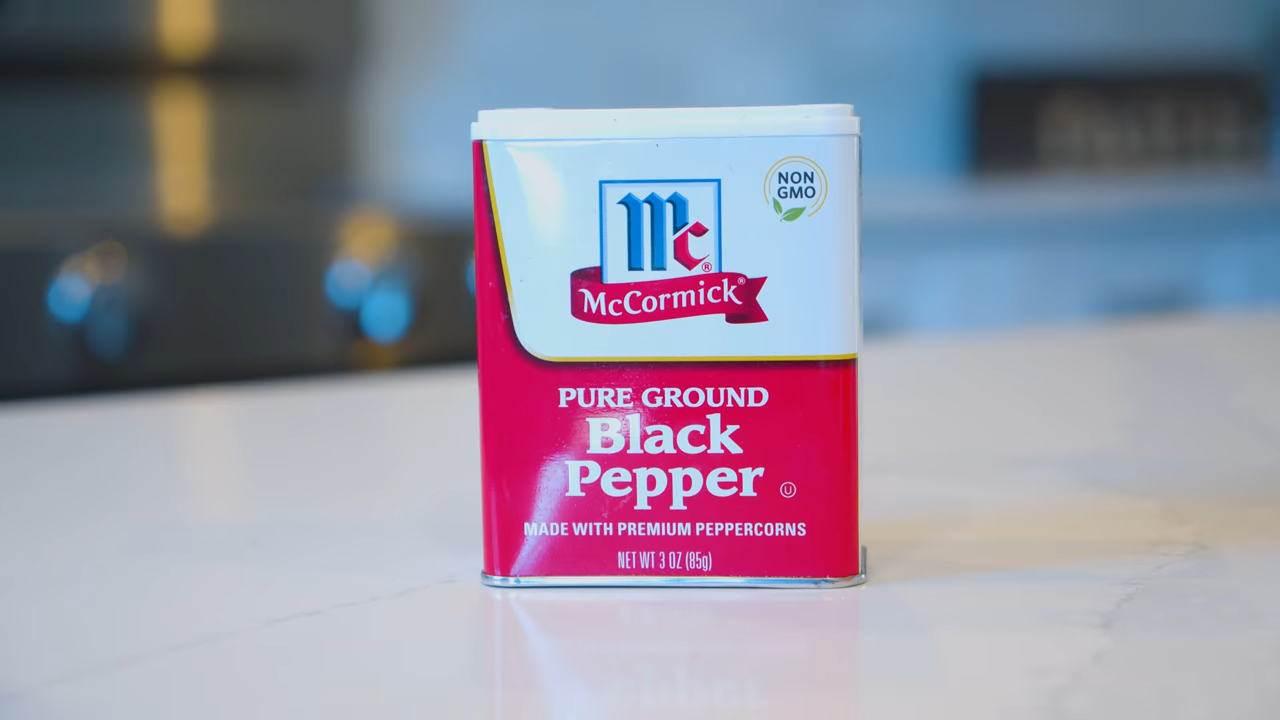 NON
GMO
Mc®
McCormick®
PURE GROUND
Black
Pepper
U
MADE WITH PREMIUM PEPPERCORNS
NET WT 3 OZ (85g)